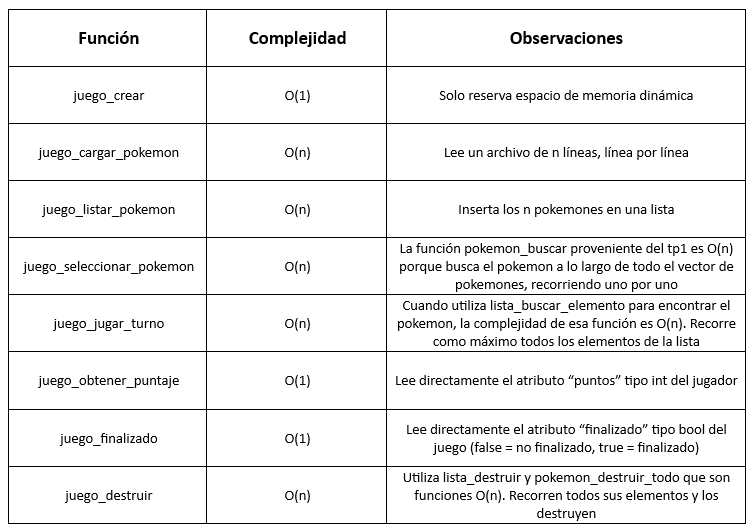 Función Complejidad Observaciones
juego_crear O(1) Solo reserva espacio de memoria dinámica
juego_cargar_pokemon O(n) Lee un archivo de n líneas, línea por línea
juego_listar_pokemon O(n) Inserta los n pokemones en una lista
juego_seleccionar_pokemon O(n) La función pokemon_buscar proveniente del tp1 es O(n)
porque busca el pokemon a lo largo de todo el vector de
pokemones, recorriendo uno por uno
juego_jugar_turno O(n) Cuando utiliza lista_buscar_elemento para encontrar el
pokemon, la complejidad de esa función es O(n). Recorre
como máximo todos los elementos de la lista
juego_obtener_puntaje O(1) Lee directamente el atributo “puntos” tipo int del jugador
juego_finalizado O(1) Lee directamente el atributo “finalizado” tipo bool del
juego (false = no finalizado, true = finalizado)
juego_destruir O(n) Utiliza lista_destruir y pokemon_destruir_todo que son
funciones O(n). Recorren todos sus elementos y los
destruyen